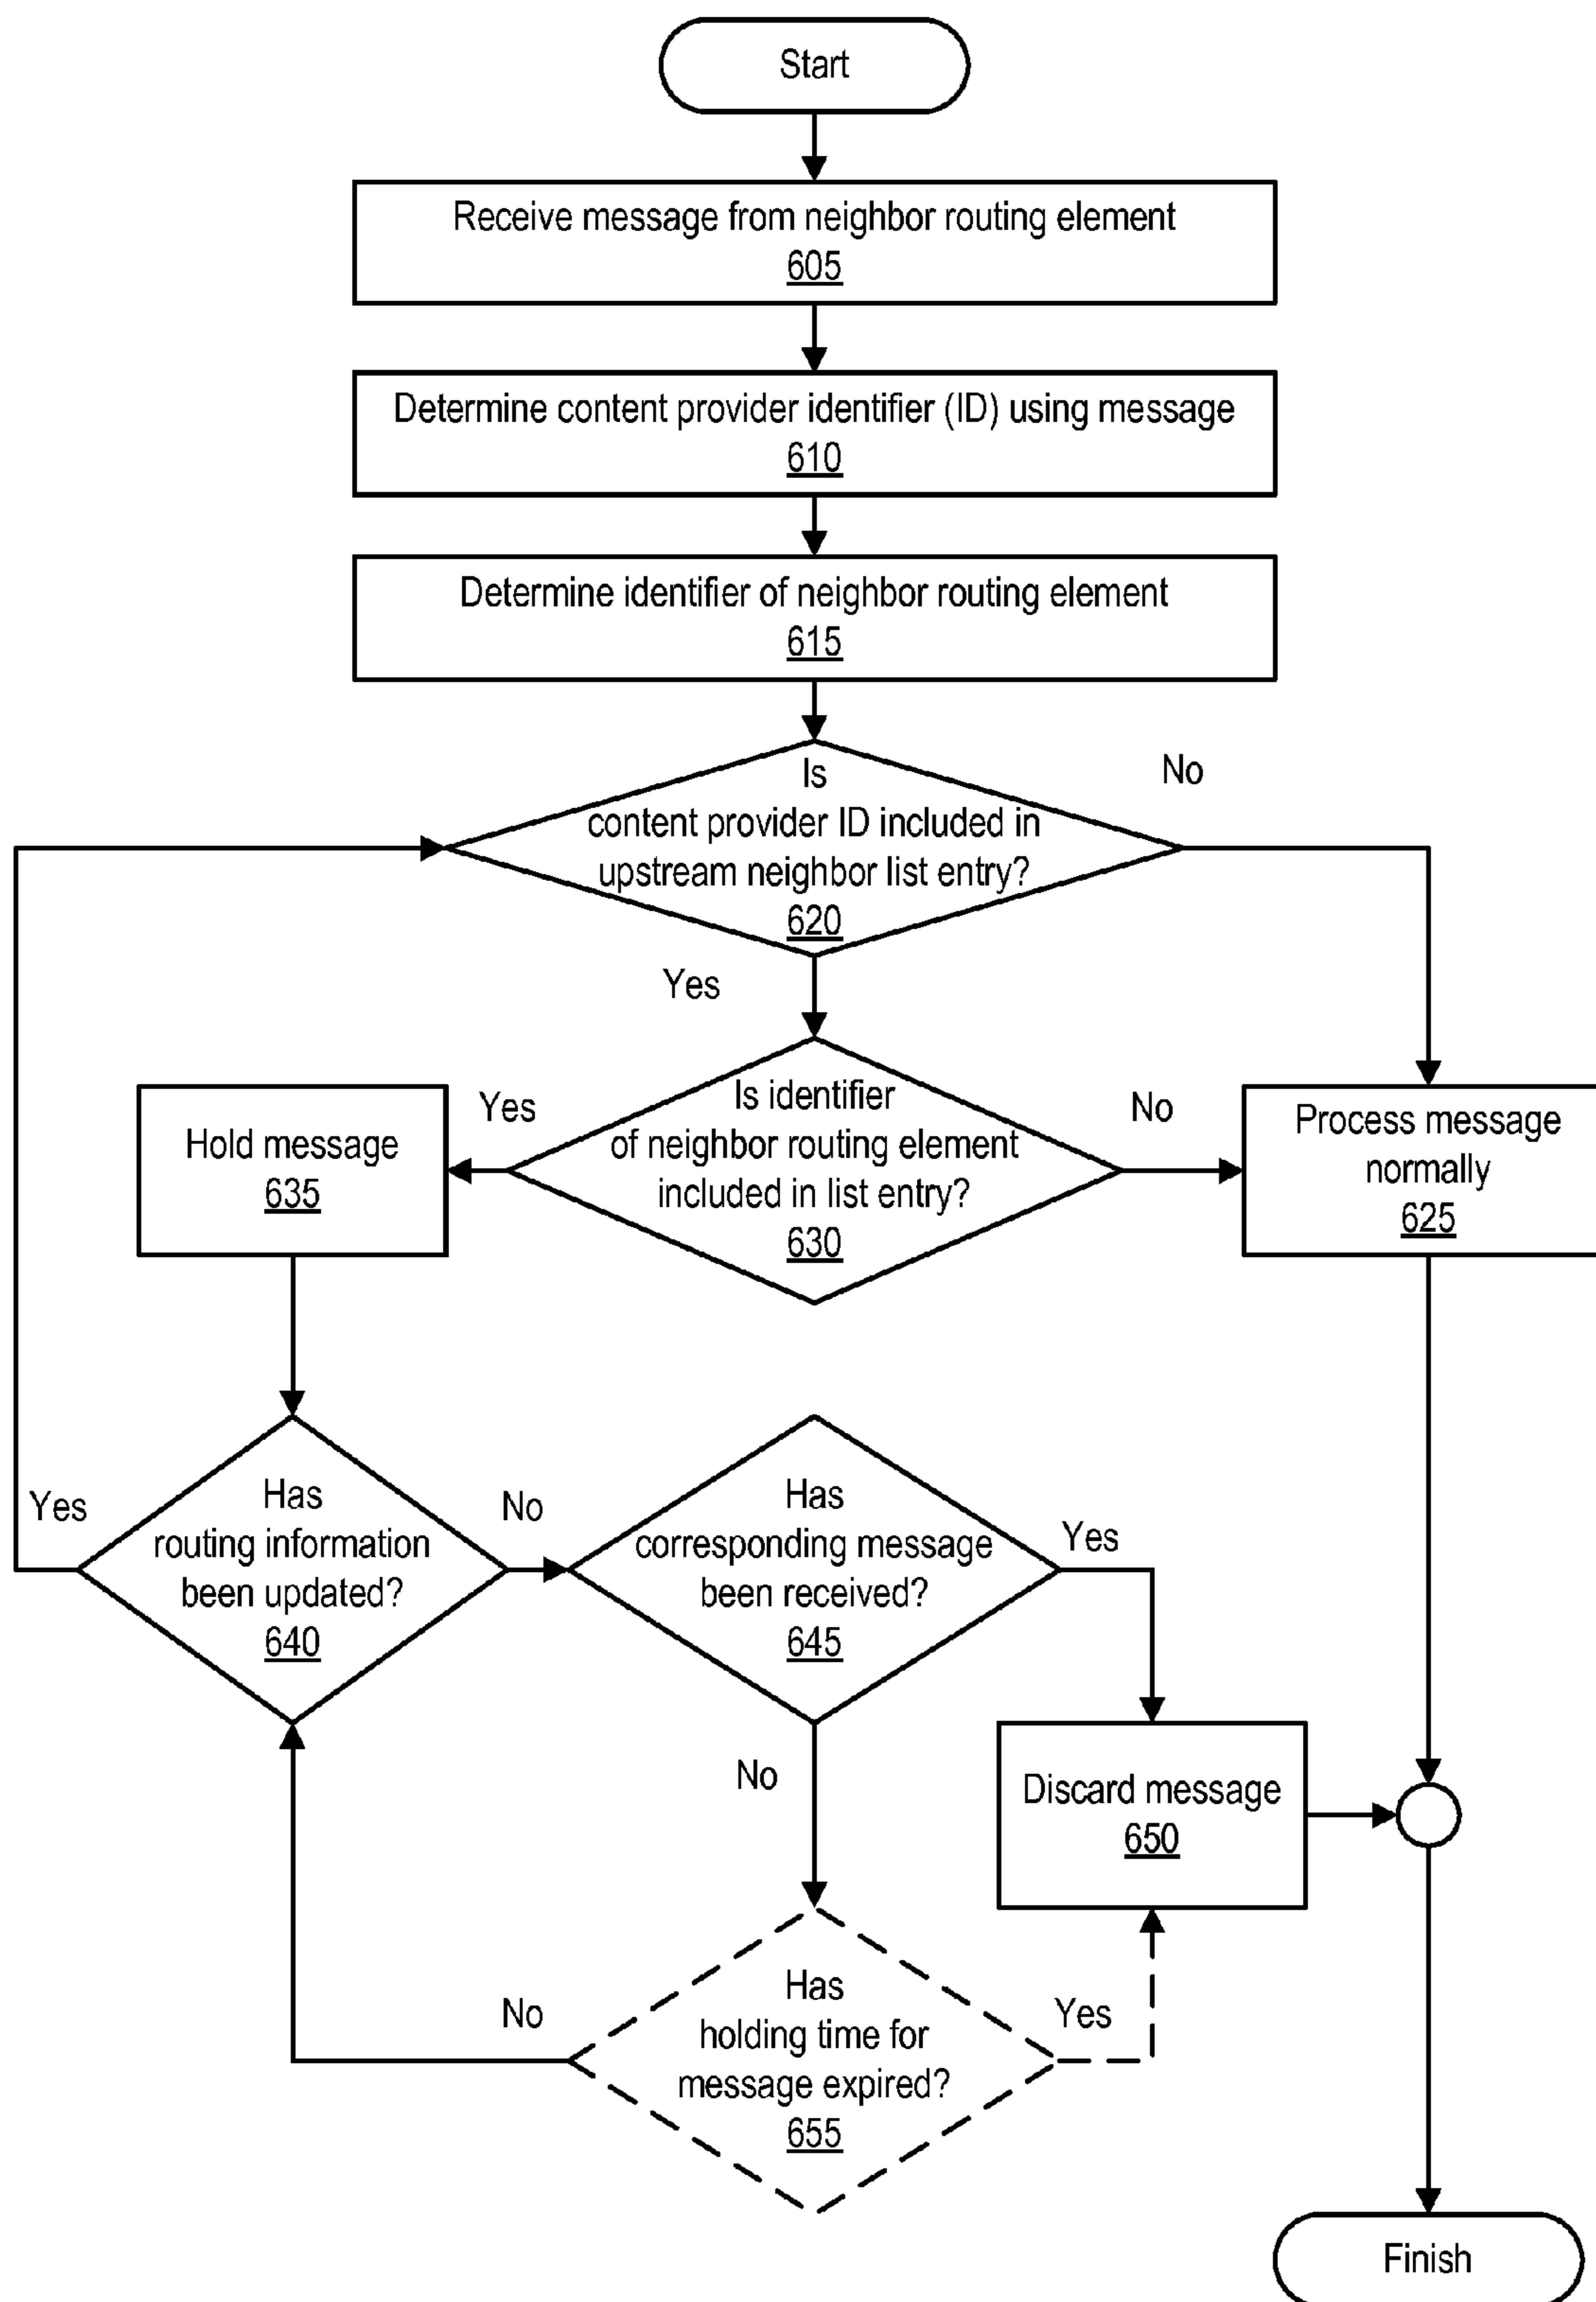 Start
Receive message from neighbor routing element
605
Determine content provider identifier (ID) using message
610
Determine identifier of neighbor routing element
615
Is
content provider ID included in
upstream neighbor list entry?
620
No
Yes
Is identifier
of neighbor routing element
included in list entry?
630
Yes
No
Hold message
635
Process message
normally
625
Has
routing information
been updated?
640
Yes
No
Has
corresponding message
been received?
645
Yes
No
Discard message
650
Has
holding time for
message expired?
655
No
Yes
Finish